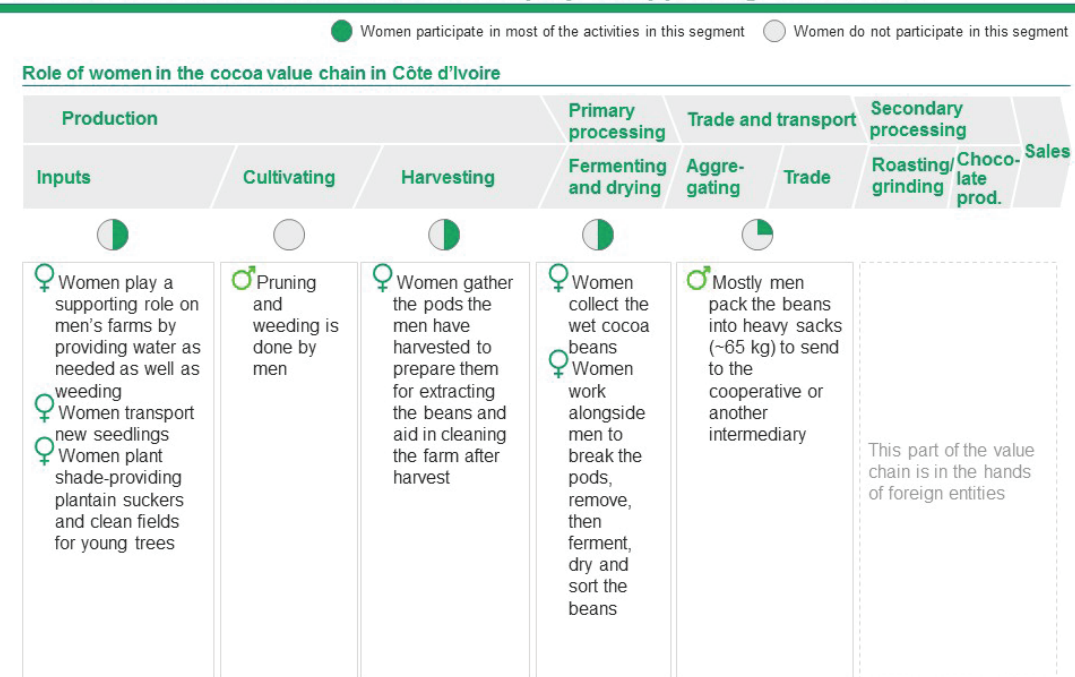 Women participate in most of the activities in this segment
Women do not participate in this segment
Role of women in the cocoa value chain in Côte d'Ivoire
Production
Primary
processing
Trade and transport
Secondary
processing
Sales
Inputs
Cultivating
Harvesting
Fermenting
and drying
Aggre-
gating
Trade
Roasting/
grinding
Choco-
late
prod.
Women play a
supporting role on
men's farms by
providing water as
needed as well as
weeding
Women transport
new seedlings
Women plant
shade-providing
plantain suckers
and clean fields
for young trees
Pruning
and
weeding is
done by
men
Women gather
the pods the
men have
harvested to
prepare them
for extracting
the beans and
aid in cleaning
the farm after
harvest
Women
collect the
wet cocoa
beans
Women
work
alongside
men to
break the
pods,
remove,
then
ferment,
dry and
sort the
beans
Mostly men
pack the beans
into heavy sacks
(~65 kg) to send
to the
cooperative or
another
intermediary
This part of the value
chain is in the hands
of foreign entities